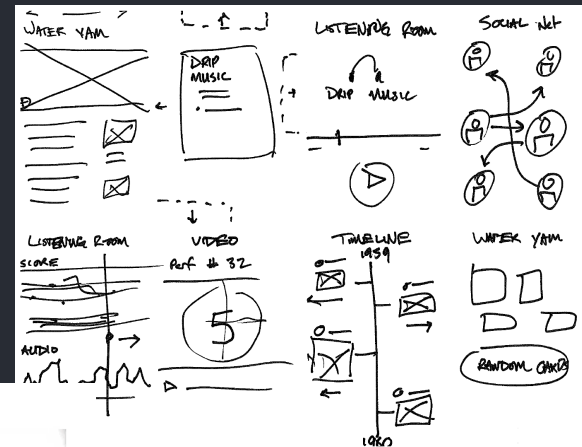 WATER YAM
DRIP
MUSIC
LISTENING ROOM
DRIP MUSIC
SOCIAL Net
LISTENING ROOM
SCORE
AUDIO
VIDEO
Perf # 32
5
TIMELINE
1959
1980
WATER YAM
RANDOM CARDS